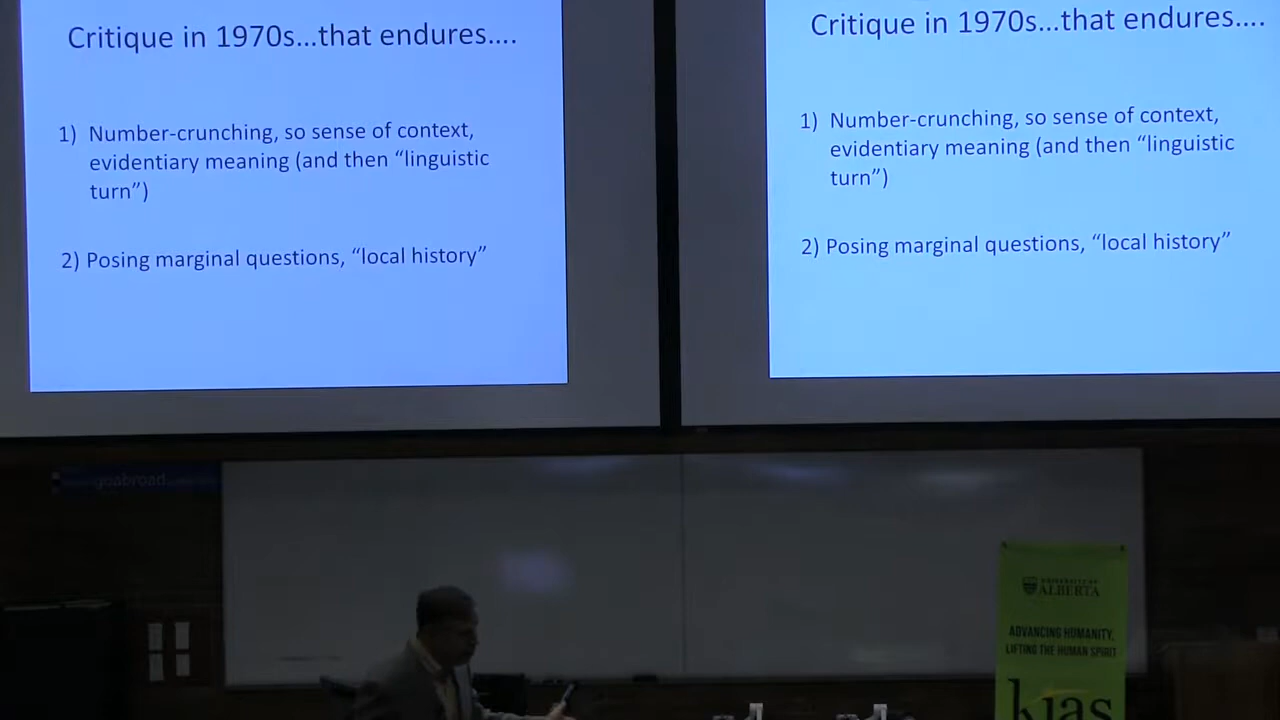 Critique in 1970s...that endures....
1) Number-crunching, so sense of context,
evidentiary meaning (and then “linguistic
turn”)
2) Posing marginal questions, “local history”
Critique in 1970s...that endures....
1) Number-crunching, so sense of context,
evidentiary meaning (and then “linguistic
turn”)
2) Posing marginal questions, “local history”
goabroad
UNIVERSITY OF
ALBERTA
ADVANCING HUMANITY,
LIFTING THE HUMAN SPIRIT
kias